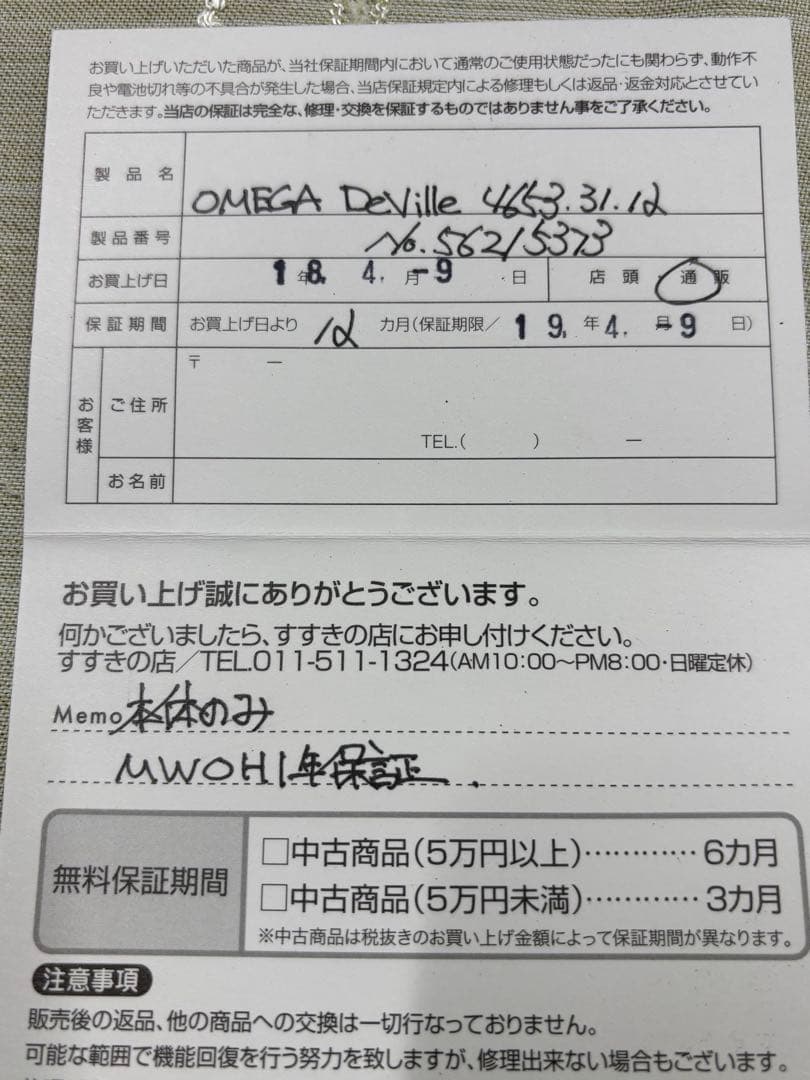 お買い上げいただいた商品が、当社保証期間内において通常のご使用状態だったにも関わらず、動作不
良や電池切れ等の不具合が発生した場合、当店保証規定内による修理もしくは返品・返金対応とさせてい
ただきます。当店の保証は完全な、修理・交換を保証するものではありません事をご了承ください。
製品名 OMEGA DeVille 4653.31.12
製品番号 No.56215373
お買上げ日 18年 4.月-9 日 店頭・通販
保証期間 お買上げ日より 12 カ月(保証期限/ 19.年4.月9 日)
お客様
ご住所 〒 ー
TEL.( ) ー
お名前
お買い上げ誠にありがとうございます。
何かございましたら、すすきの店にお申し付けください。
すすきの店/TEL.011-511-1324(AM10:00〜PM8:00・日曜定休)
Memo 本体のみ
MWOH1年保証.
無料保証期間
□中古商品(5万円以上)…………6カ月
□中古商品(5万円未満)…………3カ月
※中古商品は税抜きのお買い上げ金額によって保証期間が異なります。
注意事項
販売後の返品、他の商品への交換は一切行なっておりません。
可能な範囲で機能回復を行う努力を致しますが、修理出来ない場合もございます。